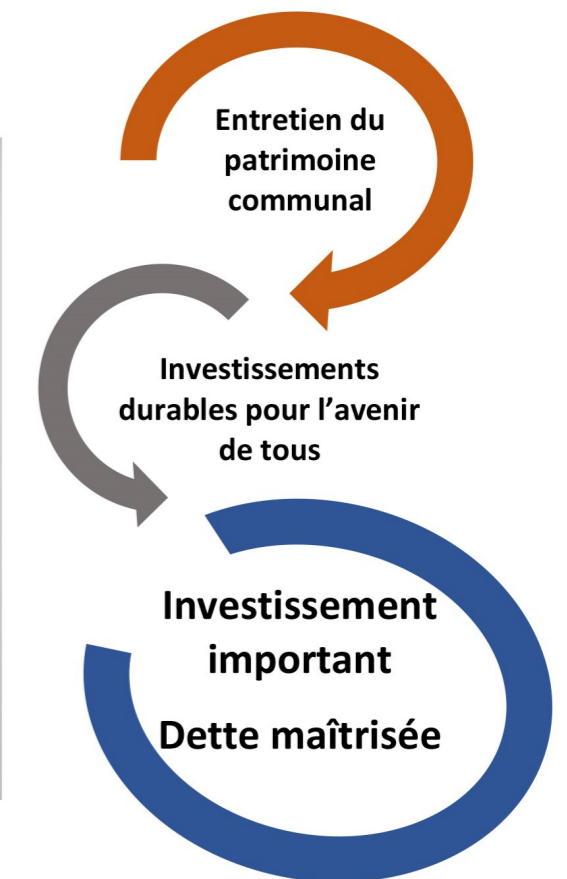 Entretien du
patrimoine
communal
Investissements
durables pour l’avenir
de tous
Investissement
important
Dette maîtrisée